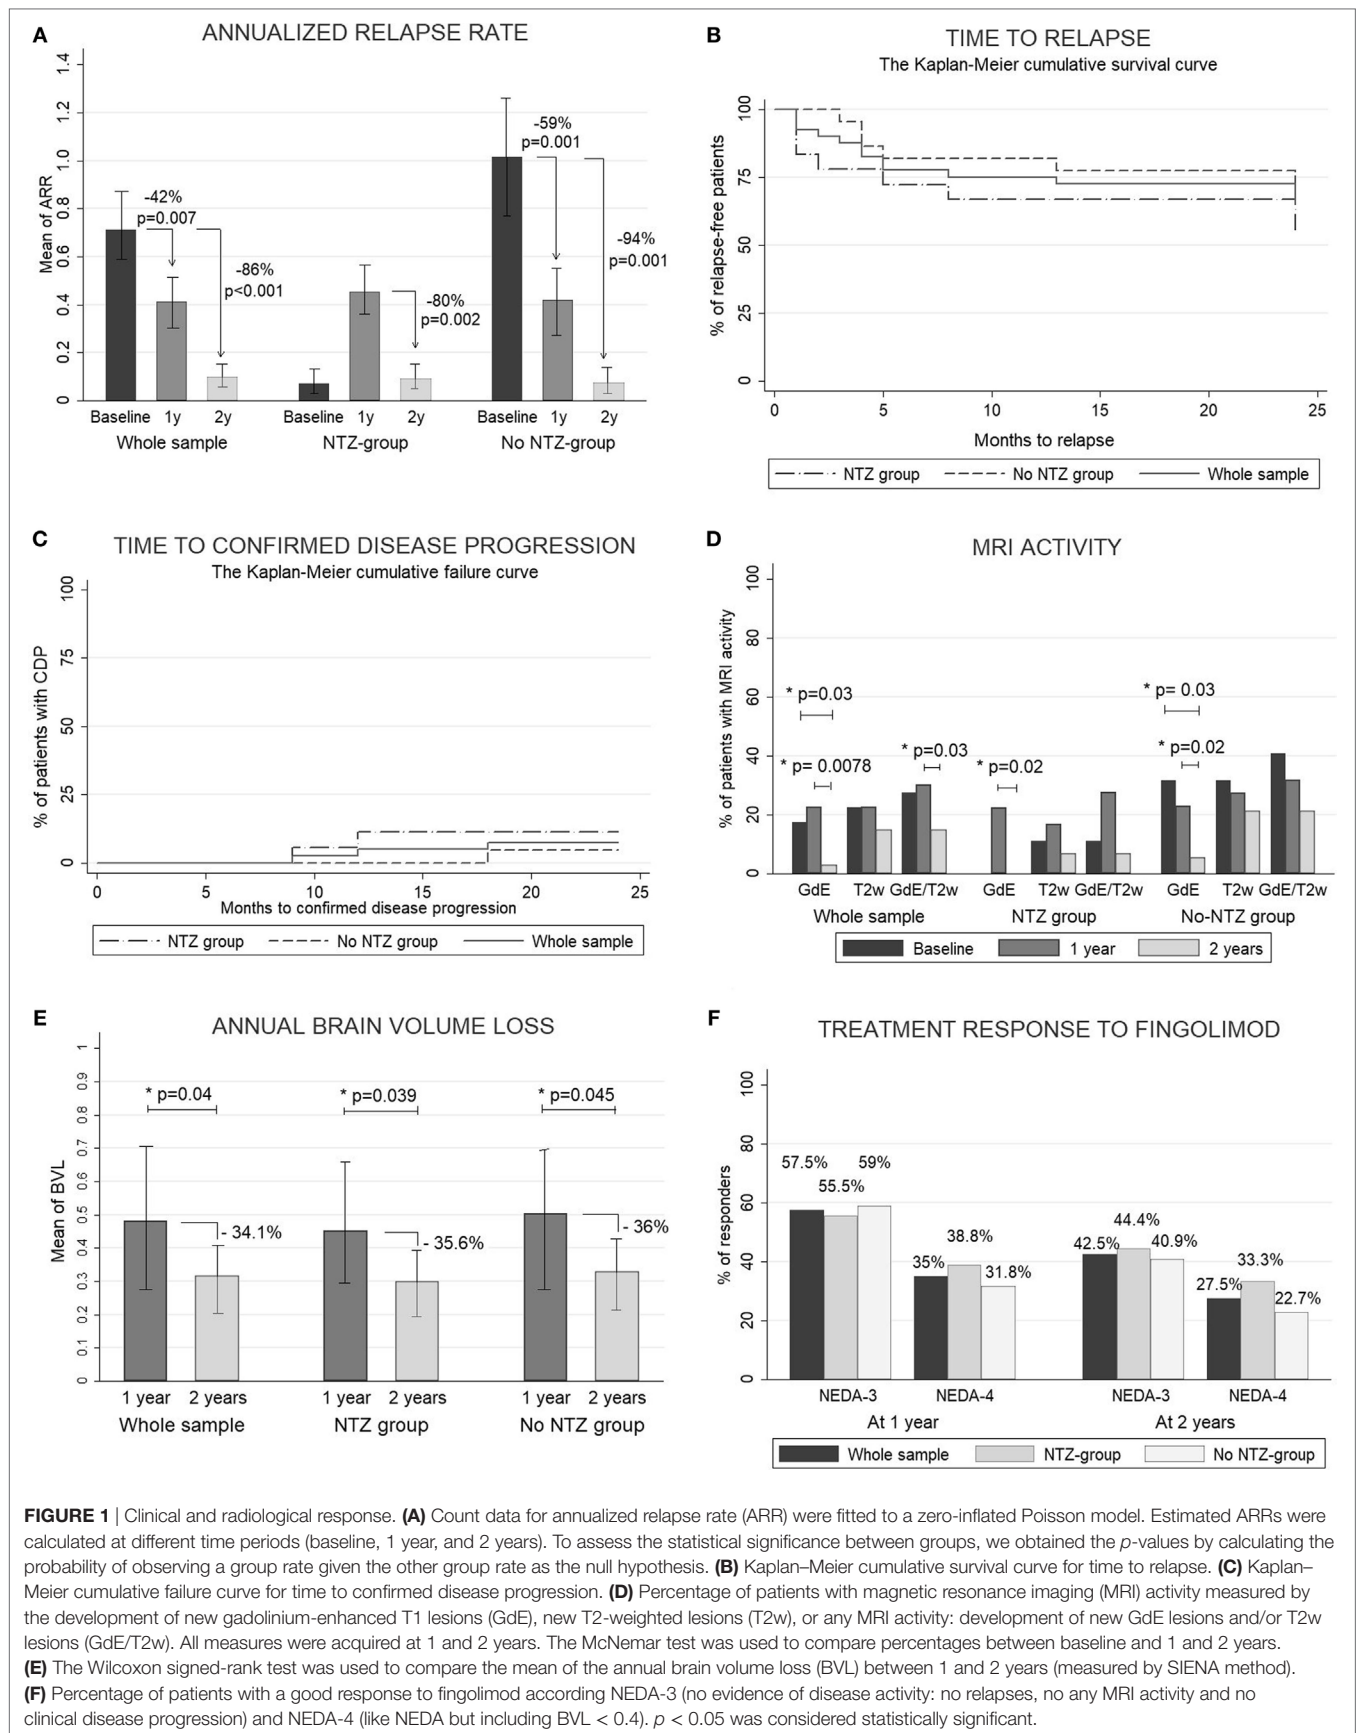 A
ANNUALIZED RELAPSE RATE
Mean of ARR
0 0.2 0.4 0.6 0.8 1.0 1.2 1.4
-42%
p=0.007
-86%
p<0.001
-80%
p=0.002
-59%
p=0.001
-94%
p=0.001
Baseline 1y 2y Baseline 1y 2y Baseline 1y 2y
Whole sample NTZ-group No NTZ-group
B
TIME TO RELAPSE
The Kaplan-Meier cumulative survival curve
% of relapse-free patients
0 25 50 75 100
0 5 10 15 20 25
Months to relapse
NTZ group No NTZ group Whole sample
C
TIME TO CONFIRMED DISEASE PROGRESSION
The Kaplan-Meier cumulative failure curve
% of patients with CDP
0 25 50 75 100
0 5 10 15 20 25
Months to confirmed disease progression
NTZ group No NTZ group Whole sample
D
MRI ACTIVITY
% of patients with MRI activity
0 20 40 60 80 100
* p=0.03
* p= 0.0078
* p=0.03
* p=0.02
* p= 0.03
* p=0.02
GdE T2w GdE/T2w GdE T2w GdE/T2w GdE T2w GdE/T2w
Whole sample NTZ group No-NTZ group
Baseline 1 year 2 years
E
ANNUAL BRAIN VOLUME LOSS
Mean of BVL
0 0.1 0.2 0.3 0.4 0.5 0.6 0.7 0.8 0.9 1
* p=0.04
* p=0.039
* p=0.045
- 34.1%
- 35.6%
- 36%
1 year 2 years 1 year 2 years 1 year 2 years
Whole sample NTZ group No NTZ group
F
TREATMENT RESPONSE TO FINGOLIMOD
% of responders
0 20 40 60 80 100
57.5%
55.5%
59%
35%
38.8%
31.8%
42.5%
44.4%
40.9%
27.5%
33.3%
22.7%
NEDA-3 NEDA-4 NEDA-3 NEDA-4
At 1 year At 2 years
Whole sample NTZ-group No NTZ-group
FIGURE 1 | Clinical and radiological response. (A) Count data for annualized relapse rate (ARR) were fitted to a zero-inflated Poisson model. Estimated ARRs were
calculated at different time periods (baseline, 1 year, and 2 years). To assess the statistical significance between groups, we obtained the p-values by calculating the
probability of observing a group rate given the other group rate as the null hypothesis. (B) Kaplan–Meier cumulative survival curve for time to relapse. (C) Kaplan–
Meier cumulative failure curve for time to confirmed disease progression. (D) Percentage of patients with magnetic resonance imaging (MRI) activity measured by
the development of new gadolinium-enhanced T1 lesions (GdE), new T2-weighted lesions (T2w), or any MRI activity: development of new GdE lesions and/or T2w
lesions (GdE/T2w). All measures were acquired at 1 and 2 years. The McNemar test was used to compare percentages between baseline and 1 and 2 years.
(E) The Wilcoxon signed-rank test was used to compare the mean of the annual brain volume loss (BVL) between 1 and 2 years (measured by SIENA method).
(F) Percentage of patients with a good response to fingolimod according NEDA-3 (no evidence of disease activity: no relapses, no any MRI activity and no
clinical disease progression) and NEDA-4 (like NEDA but including BVL < 0.4). p < 0.05 was considered statistically significant.